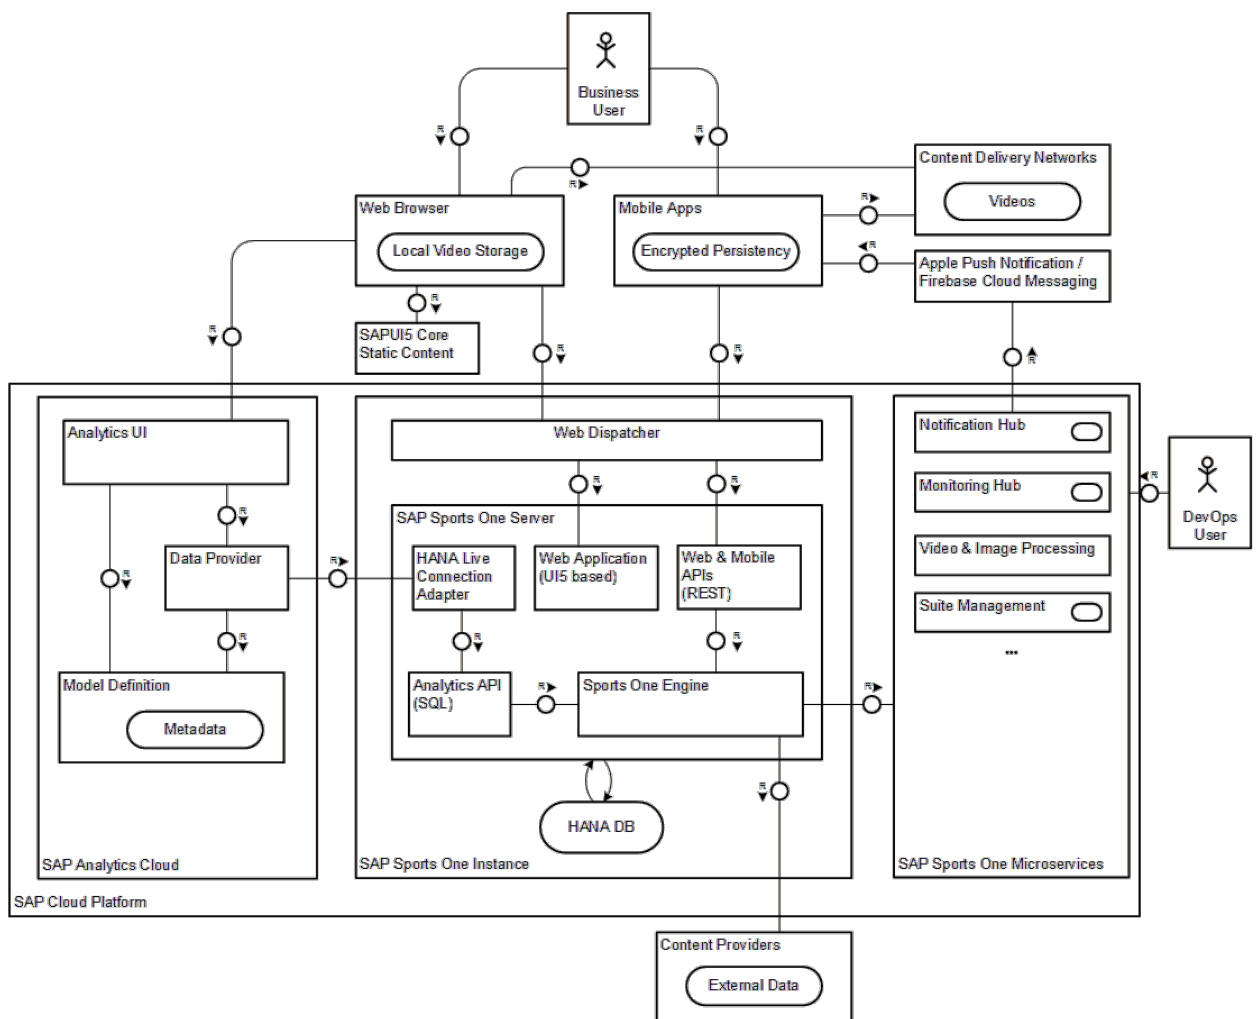 Business
User
R
R
Content Delivery Networks
Videos
R
Web Browser
Local Video Storage
Mobile Apps
Encrypted Persistency
R
R
Apple Push Notification /
Firebase Cloud Messaging
R
SAPUI5 Core
Static Content
R
R
R
R
Analytics UI
Web Dispatcher
Notification Hub
Monitoring Hub
R
DevOps
User
R
R
R
SAP Sports One Server
Data Provider
R
HANA Live
Connection
Adapter
Web Application
(UI5 based)
Web & Mobile
APIs
(REST)
Video & Image Processing
Suite Management
...
R
R
R
R
Model Definition
Metadata
Analytics API
(SQL)
R
Sports One Engine
R
R
HANA DB
SAP Analytics Cloud
SAP Sports One Instance
SAP Sports One Microservices
SAP Cloud Platform
Content Providers
External Data